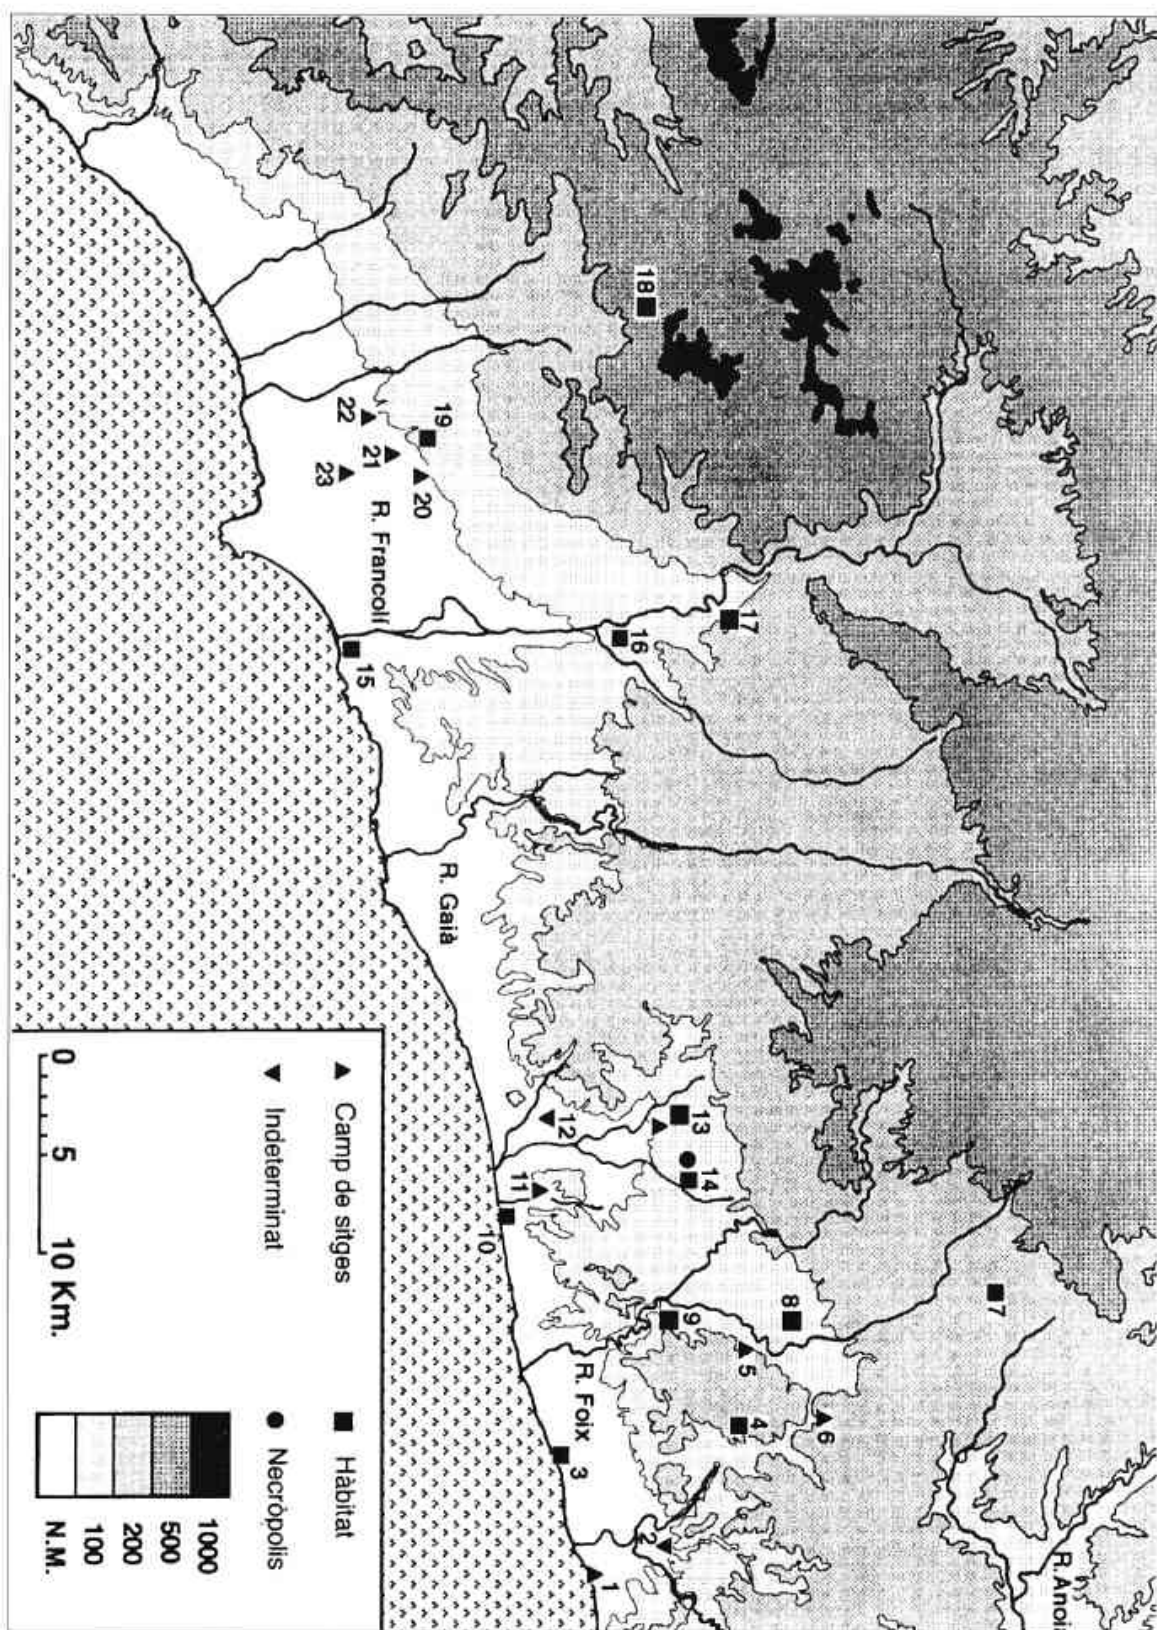 18
19
22
21
20
23
R. Francolí
17
16
15
R. Gaià
13
12
14
11
10
7
8
9
5
R. Foix
4
6
3
2
1
R. Anoia
Camp de sitges
Hàbitat
Indeterminat
Necròpolis
0 5 10 Km.
1000
500
200
100
N.M.